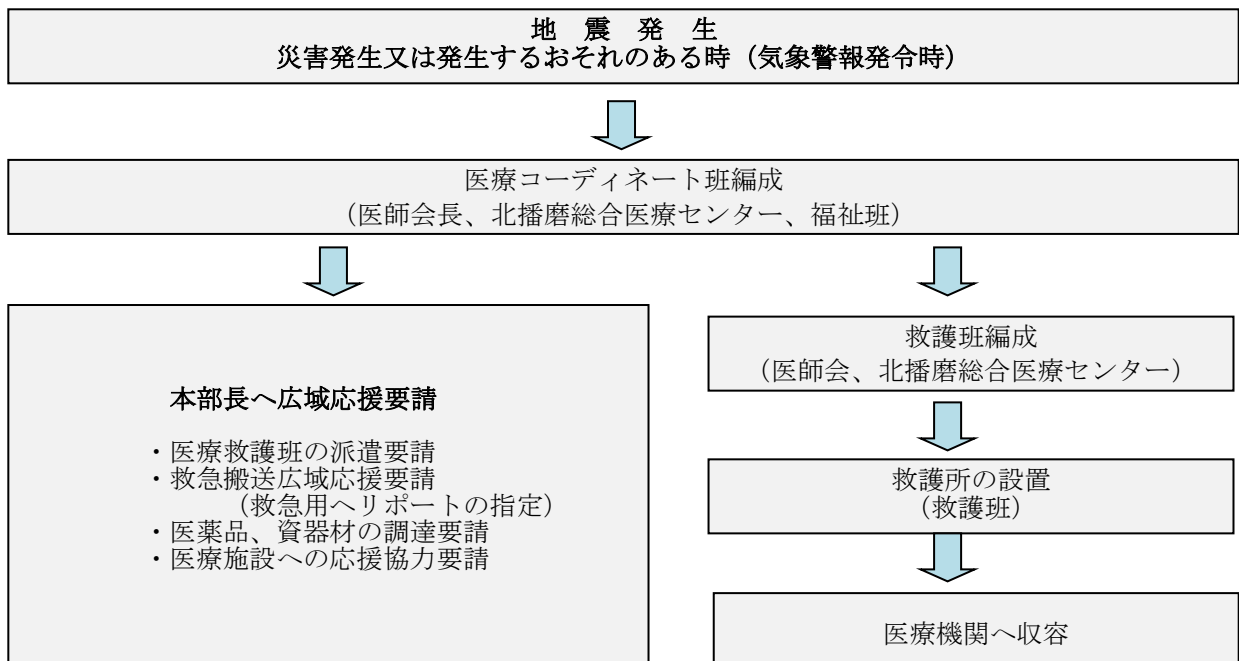 地　震　発　生
災害発生又は発生するおそれのある時（気象警報発令時）
医療コーディネート班編成
（医師会長、北播磨総合医療センター、福祉班）
本部長へ広域応援要請
・医療救護班の派遣要請
・救急搬送広域応援要請
（救急用ヘリポートの指定）
・医薬品、資器材の調達要請
・医療施設への応援協力要請
救護班編成
（医師会、北播磨総合医療センター）
救護所の設置
（救護班）
医療機関へ収容